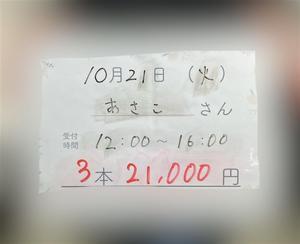 10月21日 (火)
あさこ さん
受付時間 12:00~16:00
3本 21,000円